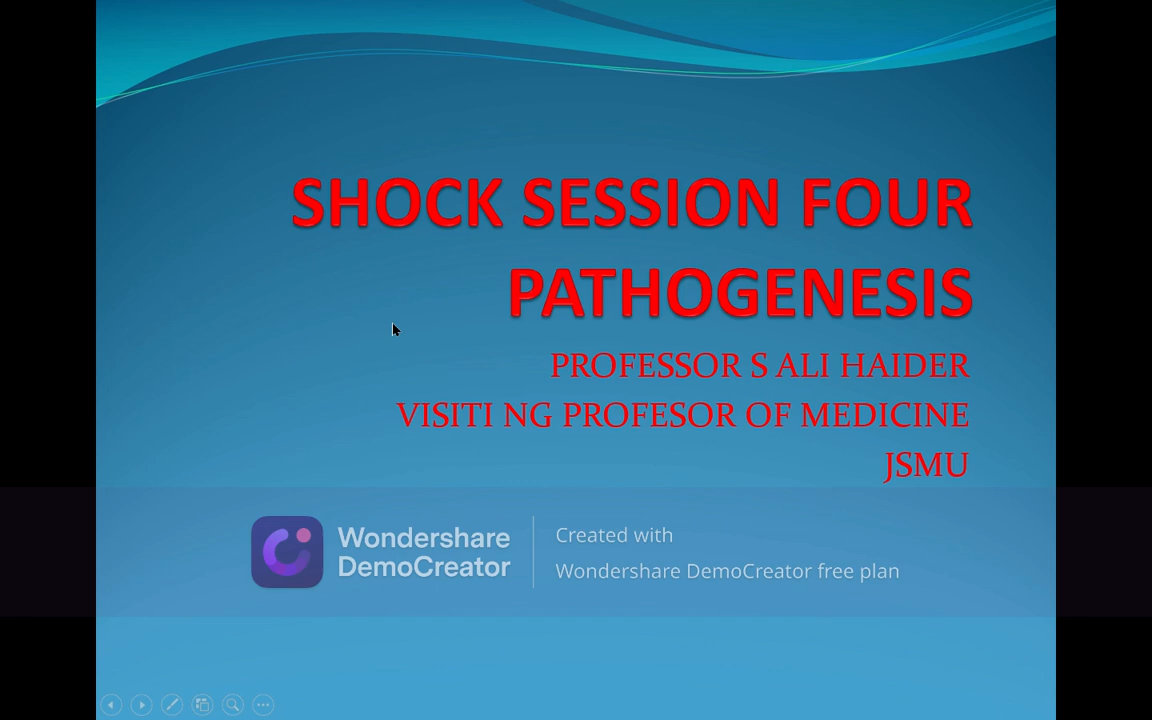 SHOCK SESSION FOUR
PATHOGENESIS
PROFESSOR S ALI HAIDER
VISITI NG PROFESOR OF MEDICINE
JSMU
Wondershare
DemoCreator
Created with
Wondershare DemoCreator free plan